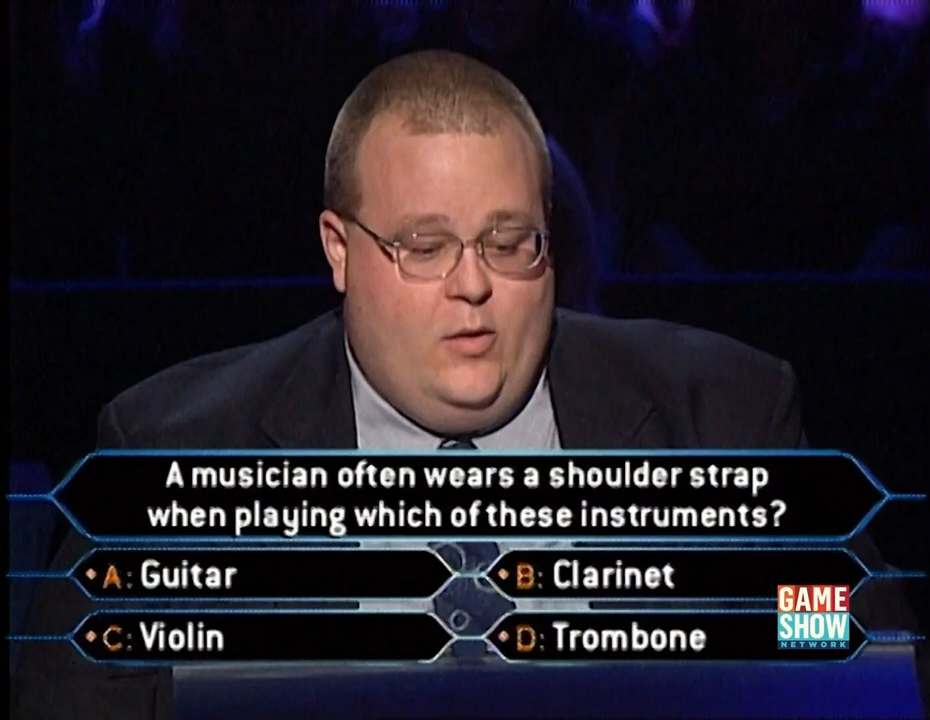 A musician often wears a shoulder strap
when playing which of these instruments?
A: Guitar
B: Clarinet
C: Violin
D: Trombone
GAME
SHOW
NETWORK